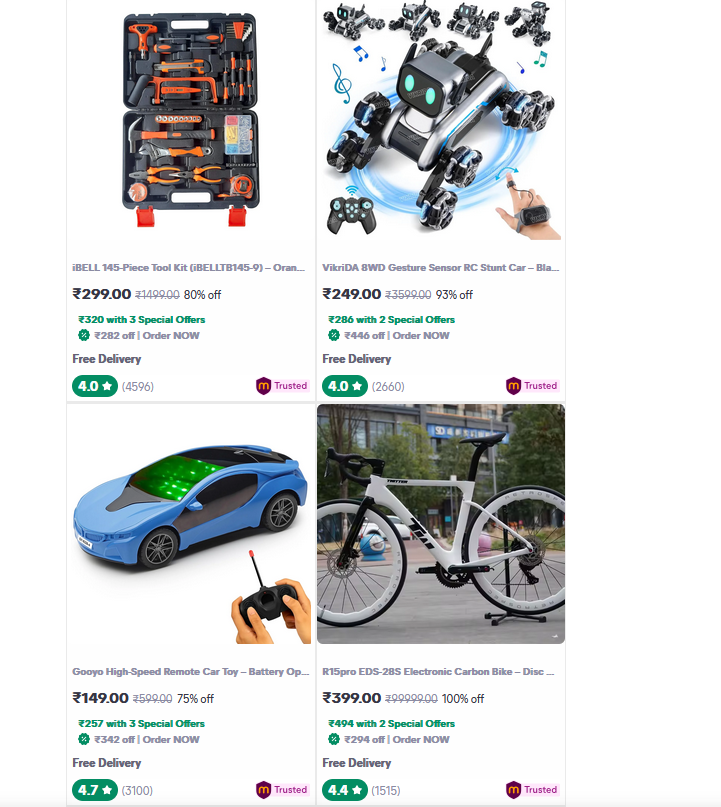 iBELL 145-Piece Tool Kit (iBELLTB145-9) – Oran...
₹299.00 ₹1499.00 80% off
₹320 with 3 Special Offers
₹282 off | Order NOW
Free Delivery
4.0 ★ (4596)
m Trusted
VikriDA 8WD Gesture Sensor RC Stunt Car – Bla...
₹249.00 ₹3599.00 93% off
₹286 with 2 Special Offers
₹446 off | Order NOW
Free Delivery
4.0 ★ (2660)
m Trusted
Gooyo High-Speed Remote Car Toy – Battery Op...
₹149.00 ₹599.00 75% off
₹257 with 3 Special Offers
₹342 off | Order NOW
Free Delivery
4.7 ★ (3100)
m Trusted
R15pro EDS-28S Electronic Carbon Bike – Disc ...
₹399.00 ₹99999.00 100% off
₹494 with 2 Special Offers
₹294 off | Order NOW
Free Delivery
4.4 ★ (1515)
m Trusted